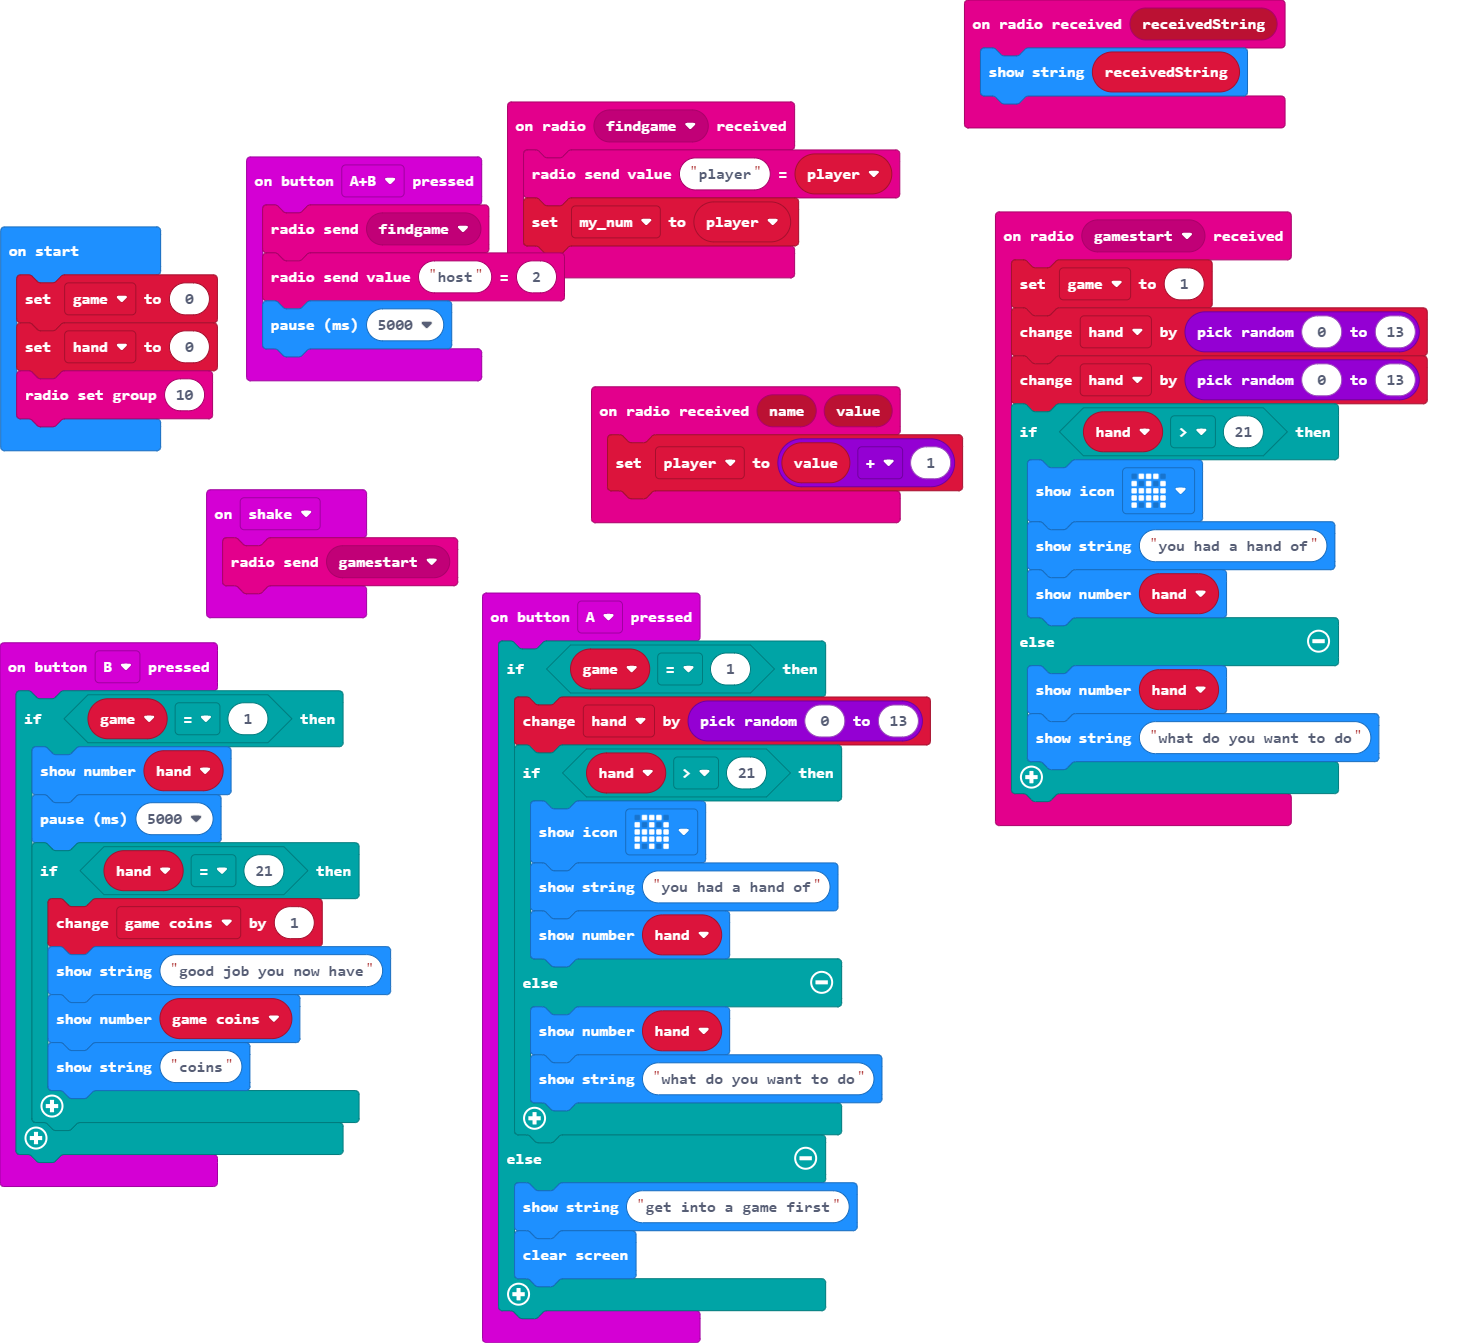 on start
set game to 0
set hand to 0
radio set group 10
on button A+B pressed
radio send findgame
radio send value "host" = 2
pause (ms) 5000
on radio findgame received
radio send value "player" = player
set my_num to player
on radio received receivedString
show string receivedString
on radio received name value
set player to value + 1
on shake
radio send gamestart
on button B pressed
if game = 1 then
show number hand
pause (ms) 5000
if hand = 21 then
change game coins by 1
show string "good job you now have"
show number game coins
show string "coins"
on button A pressed
if game = 1 then
change hand by pick random 0 to 13
if hand > 21 then
show icon
show string "you had a hand of"
show number hand
else
show number hand
show string "what do you want to do"
else
show string "get into a game first"
clear screen
on radio gamestart received
set game to 1
change hand by pick random 0 to 13
change hand by pick random 0 to 13
if hand > 21 then
show icon
show string "you had a hand of"
show number hand
else
show number hand
show string "what do you want to do"